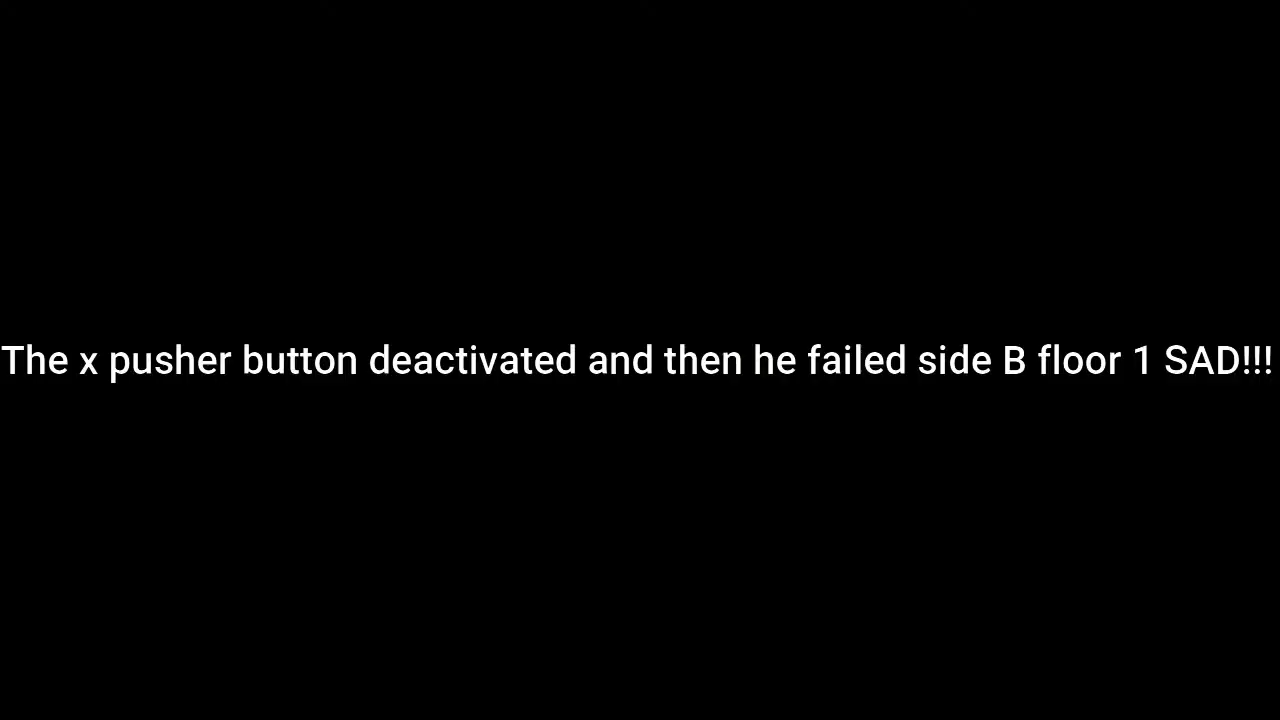 The x pusher button deactivated and then he failed side B floor 1 SAD!!!